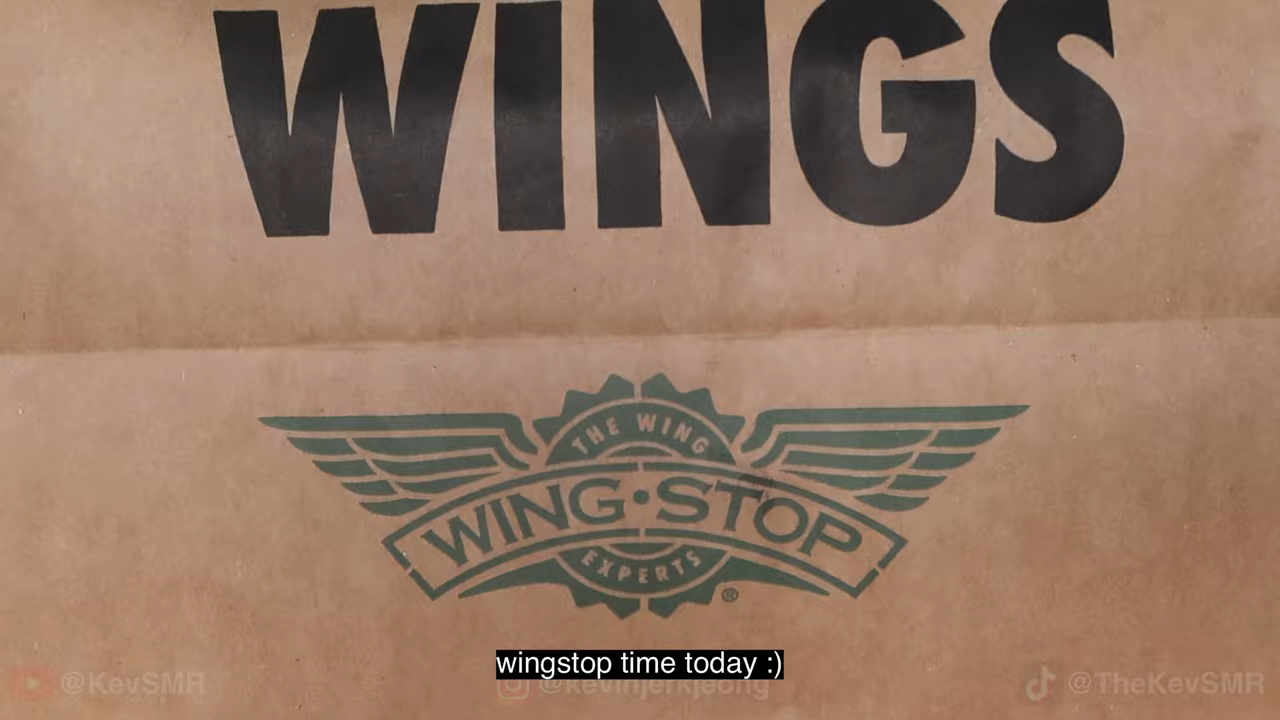 WINGS
THE WING
WING•STOP
EXPERTS
®
wingstop time today :)
@KevSMR
@kevinjerkjeong
@TheKevSMR